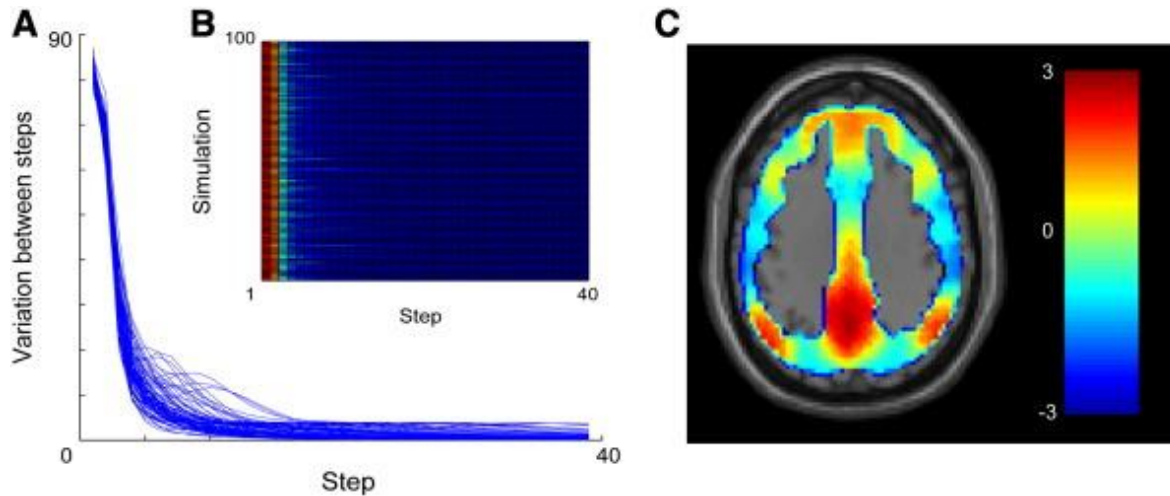 A
90
Variation between steps
0
Step
40
B
100
Simulation
1
Step
40
C
3
0
-3